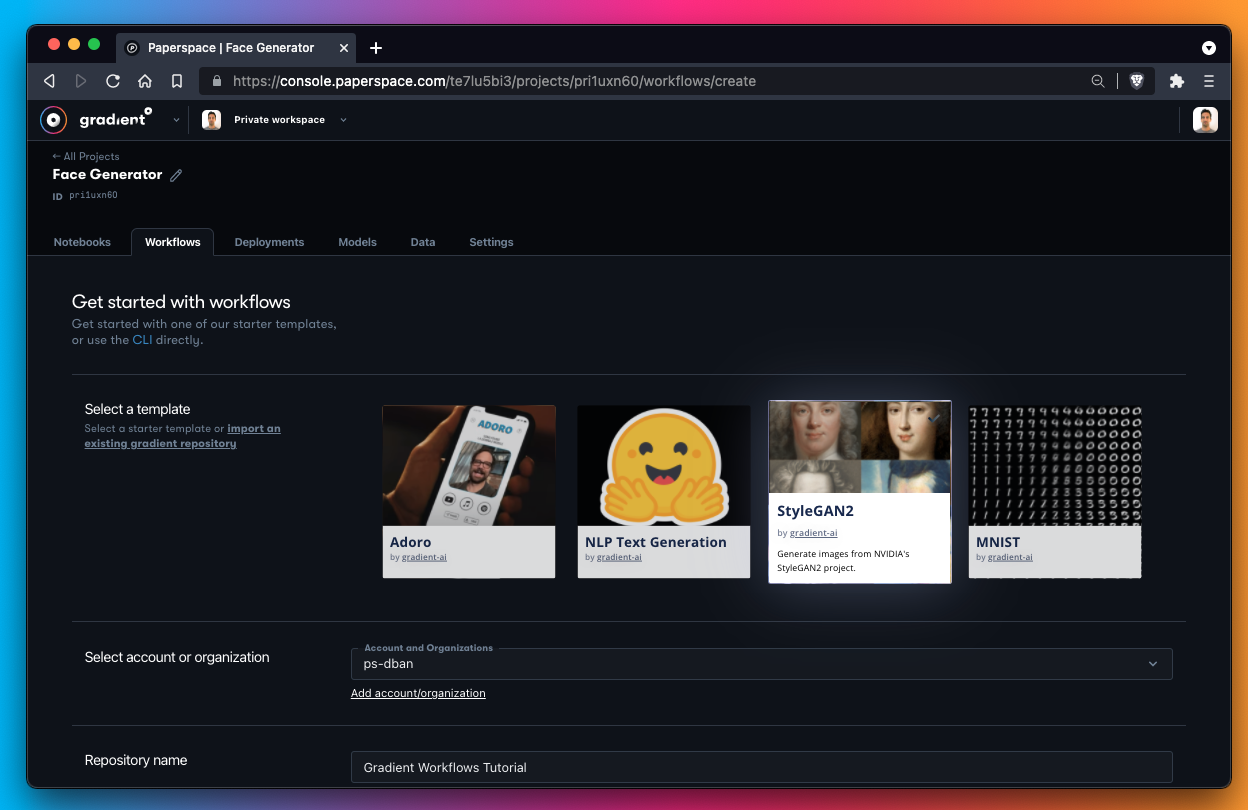 Paperspace | Face Generator
https://console.paperspace.com/te7lu5bi3/projects/pri1uxn60/workflows/create
gradient
Private workspace
← All Projects
Face Generator
ID pri1uxn60
Notebooks
Workflows
Deployments
Models
Data
Settings
Get started with workflows
Get started with one of our starter templates,
or use the CLI directly.
Select a template
Select a starter template or import an
existing gradient repository
ADORO
Adoro
by gradient-ai
NLP Text Generation
by gradient-ai
StyleGAN2
by gradient-ai
Generate images from NVIDIA's
StyleGAN2 project.
MNIST
by gradient-ai
Select account or organization
Account and Organizations
ps-dban
Add account/organization
Repository name
Gradient Workflows Tutorial